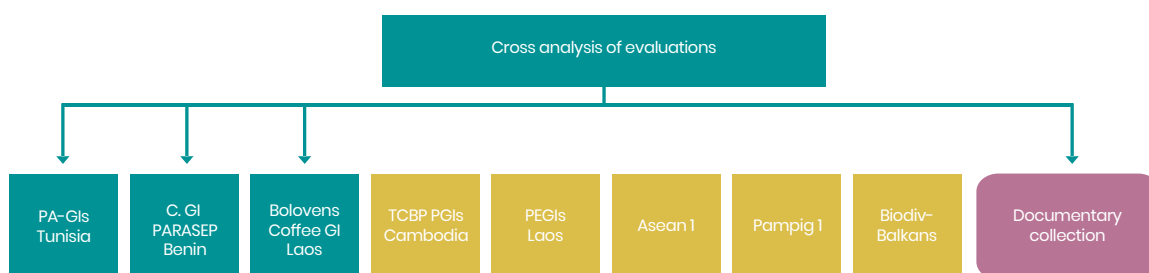 Cross analysis of evaluations
PA-GIs
Tunisia
C. GI
PARASEP
Benin
Bolovens
Coffee GI
Laos
TCBP PGIs
Cambodia
PEGIs
Laos
Asean 1
Pampig 1
Biodiv-
Balkans
Documentary
collection